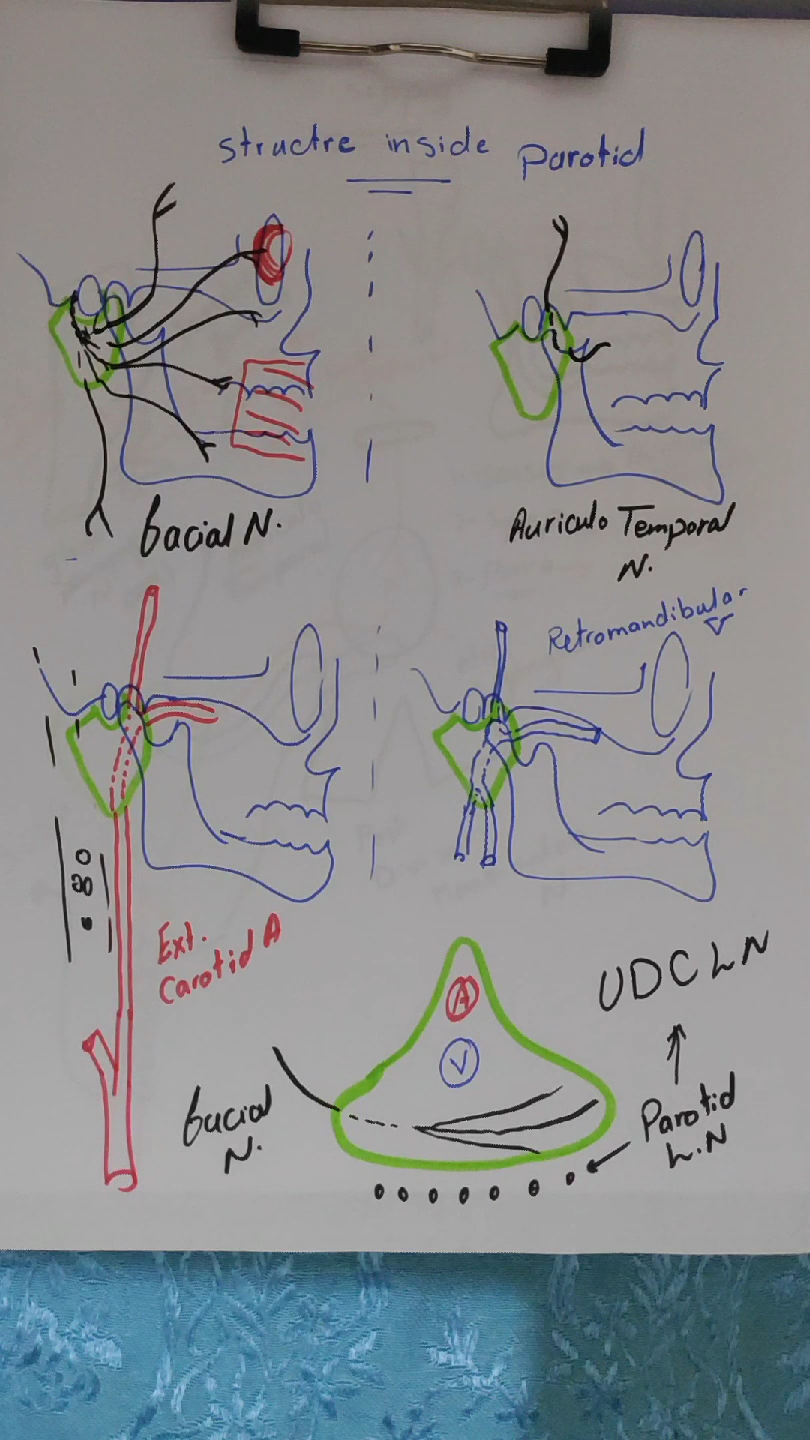 structre inside Parotid
facial N.
Auriculo Temporal
N.
Retromandibular
V
Ext.
Carotid A
UDCLN
A
V
facial
N.
Parotid
L.N